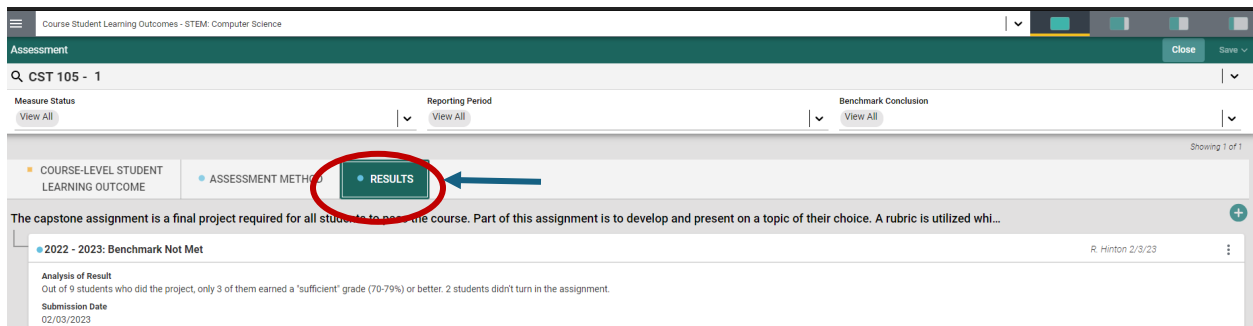 Course Student Learning Outcomes - STEM: Computer Science
Assessment
Close
Save
CST 105 - 1
Measure Status
Reporting Period
Benchmark Conclusion
View All
View All
View All
Showing 1 of 1
COURSE-LEVEL STUDENT
LEARNING OUTCOME
ASSESSMENT METHOD
RESULTS
The capstone assignment is a final project required for all students to pass the course. Part of this assignment is to develop and present on a topic of their choice. A rubric is utilized whi...
2022 - 2023: Benchmark Not Met
R. Hinton 2/3/23
Analysis of Result
Out of 9 students who did the project, only 3 of them earned a "sufficient" grade (70-79%) or better. 2 students didn't turn in the assignment.
Submission Date
02/03/2023